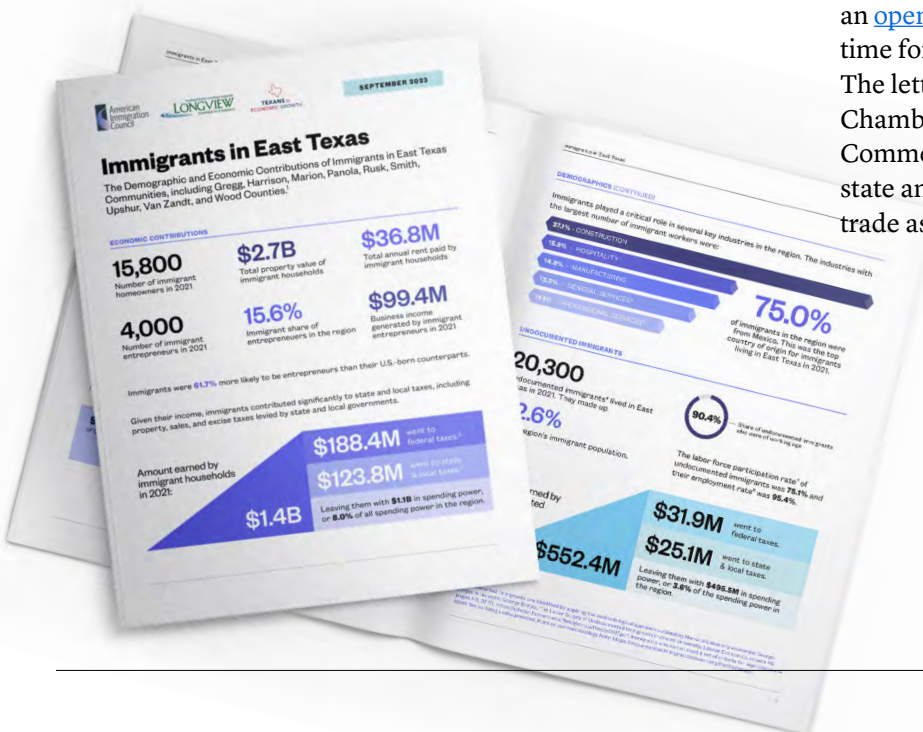 an open
time for
The lett
Chamb
Comme
state an
trade as
American
Immigration
Council
LONGVIEW
TEXANS for
ECONOMIC GROWTH
SEPTEMBER 2023
Immigrants in East Texas
The Demographic and Economic Contributions of Immigrants in East Texas
Communities, including Gregg, Harrison, Marion, Panola, Rusk, Smith,
Upshur, Van Zandt, and Wood Counties.¹
ECONOMIC CONTRIBUTIONS
15,800
Number of immigrant
homeowners in 2021
$2.7B
Total property value of
immigrant households
$36.8M
Total annual rent paid by
immigrant households
4,000
Number of immigrant
entrepreneurs in 2021
15.6%
Immigrant share of
entrepreneurs in the region
$99.4M
Business income
generated by immigrant
entrepreneurs in 2021
Immigrants were 61.7% more likely to be entrepreneurs than their U.S.-born counterparts.
Given their income, immigrants contributed significantly to state and local taxes, including
property, sales, and excise taxes levied by state and local governments.
Amount earned by
immigrant households
in 2021:
$1.4B
$188.4M went to
federal taxes.
$123.8M went to state
& local taxes.
Leaving them with $1.1B in spending power,
or 8.0% of all spending power in the region.
Immigrants in East Texas
DEMOGRAPHICS (CONTINUED)
Immigrants played a critical role in several key industries in the region. The industries with
the largest number of immigrant workers were:
CONSTRUCTION
HOSPITALITY
MANUFACTURING
GENERAL SERVICES
PROFESSIONAL SERVICES
75.0%
of immigrants in the region were
from Mexico. This was the top
country of origin for immigrants
living in East Texas in 2021.
UNDOCUMENTED IMMIGRANTS
20,300
undocumented immigrants lived in East
as in 2021. They made up
2.6%
region's immigrant population.
90.4%
Share of undocumented immigrants
who were of working age
The labor force participation rate of
undocumented immigrants was 75.1% and
their employment rate was 95.4%.
rned by
ted
$552.4M
$31.9M went to
federal taxes.
$25.1M went to state
& local taxes.
Leaving them with $495.5M in spending
power, or 3.6% of the spending power in
the region.